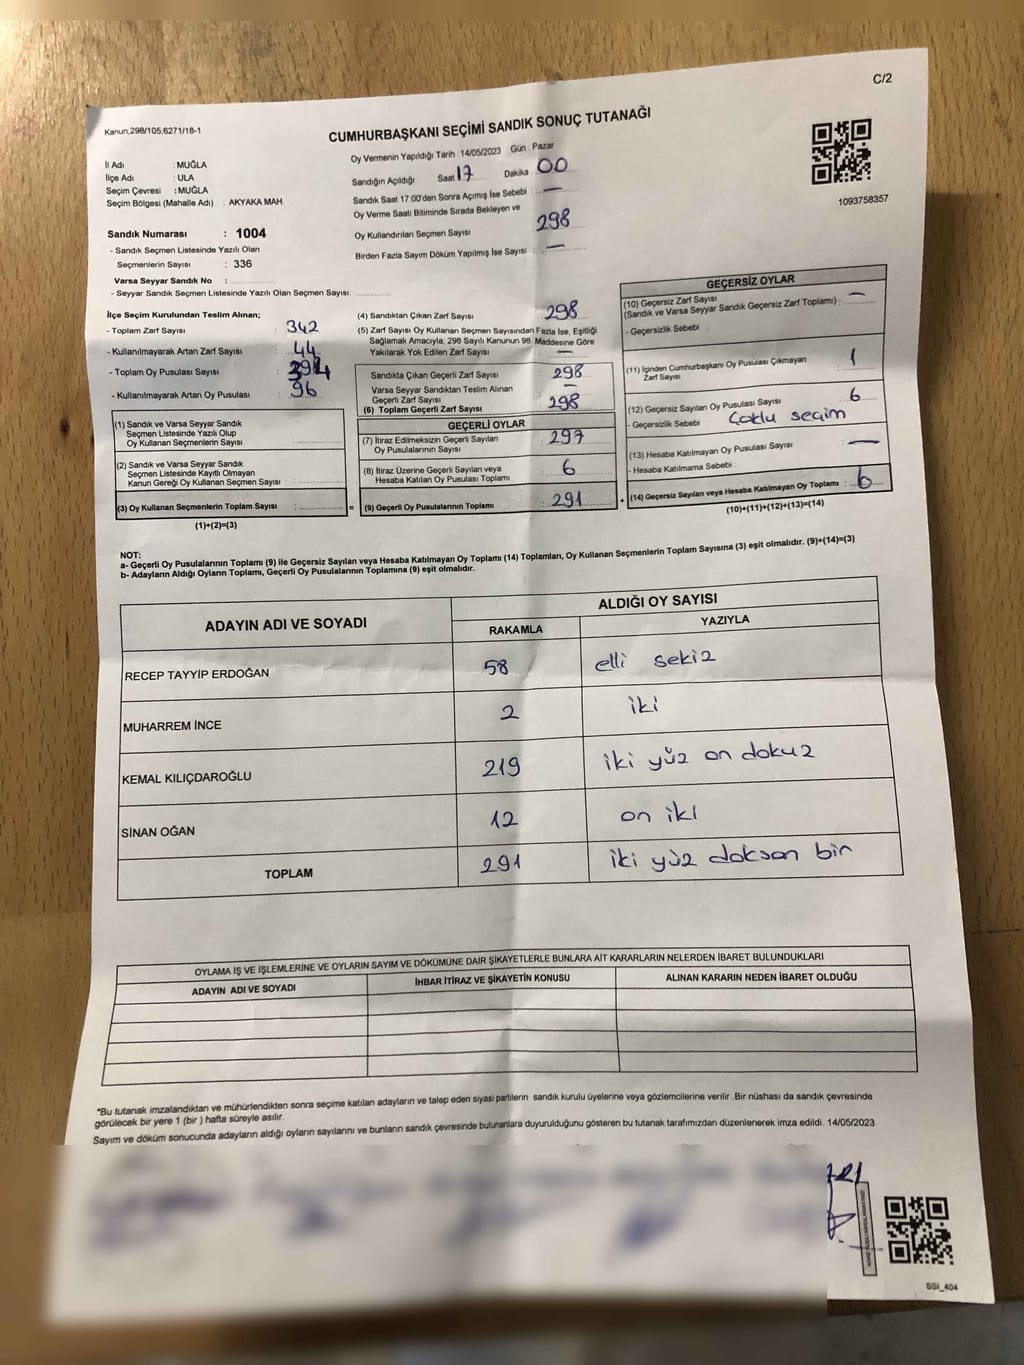 C/2
Kanun,298/105,6271/18-1
CUMHURBAŞKANI SEÇİMİ SANDIK SONUÇ TUTANAĞI
İl Adı : MUĞLA
İlçe Adı : ULA
Seçim Çevresi : MUĞLA
Seçim Bölgesi (Mahalle Adı) : AKYAKA MAH.
Sandık Numarası : 1004
- Sandık Seçmen Listesinde Yazılı Olan
Seçmenlerin Sayısı : 336
Varsa Seyyar Sandık No :
- Seyyar Sandık Seçmen Listesinde Yazılı Olan Seçmen Sayısı:
Oy Vermenin Yapıldığı Tarih :14/05/2023 Gün : Pazar
Sandığın Açıldığı Saat 17 Dakika 00
Sandık Saat 17:00'den Sonra Açımış İse Sebebi : —
Oy Verme Saati Bitiminde Sırada Bekleyen ve
Oy Kullandırılan Seçmen Sayısı 298
Birden Fazla Sayım Döküm Yapılmış İse Sayısı : —
1093758357
İlçe Seçim Kurulundan Teslim Alınan;
- Toplam Zarf Sayısı : 342
- Kullanılmayarak Artan Zarf Sayısı : 44
- Toplam Oy Pusulası Sayısı : 394
- Kullanılmayarak Artan Oy Pusulası : 96
(1) Sandık ve Varsa Seyyar Sandık
Seçmen Listesinde Yazılı Olup
Oy Kullanan Seçmenlerin Sayısı :
(2) Sandık ve Varsa Seyyar Sandık
Seçmen Listesinde Kayıtlı Olmayan
Kanun Gereği Oy Kullanan Seçmen Sayısı :
(3) Oy Kullanan Seçmenlerin Toplam Sayısı : =
(1)+(2)=(3)
(4) Sandıktan Çıkan Zarf Sayısı : 298
(5) Zarf Sayısı Oy Kullanan Seçmen Sayısından Fazla İse, Eşitliği
Sağlamak Amacıyla, 298 Sayılı Kanunun 98. Maddesine Göre
Yakılarak Yok Edilen Zarf Sayısı : —
Sandıkta Çıkan Geçerli Zarf Sayısı : 298
Varsa Seyyar Sandıktan Teslim Alınan
Geçerli Zarf Sayısı : —
(6) Toplam Geçerli Zarf Sayısı : 298
GEÇERLİ OYLAR
(7) İtiraz Edilmeksizin Geçerli Sayılan
Oy Pusulasının Sayısı : 297
(8) İtiraz Üzerine Geçerli Sayılan veya
Hesaba Katılan Oy Pusulası Toplamı : 6
(9) Geçerli Oy Pusulalarının Toplamı : 291 +
GEÇERSİZ OYLAR
(10) Geçersiz Zarf Sayısı
(Sandık ve Varsa Seyyar Sandık Geçersiz Zarf Toplamı) : —
- Geçersizlik Sebebi :
(11) İçinden Cumhurbaşkanı Oy Pusulası Çıkmayan
Zarf Sayısı : 1
(12) Geçersiz Sayılan Oy Pusulası Sayısı : 6
- Geçersizlik Sebebi Çoklu seçim
(13) Hesaba Katılmayan Oy Pusulası Sayısı : —
- Hesaba Katılmama Sebebi :
(14) Geçersiz Sayılan veya Hesaba Katılmayan Oy Toplamı : 6
(10)+(11)+(12)+(13)=(14)
NOT:
a- Geçerli Oy Pusulalarının Toplamı (9) ile Geçersiz Sayılan veya Hesaba Katılmayan Oy Toplamı (14) Toplamları, Oy Kullanan Seçmenlerin Toplam Sayısına (3) eşit olmalıdır. (9)+(14)=(3)
b- Adayların Aldığı Oyların Toplamı, Geçerli Oy Pusulalarının Toplamına (9) eşit olmalıdır.
ADAYIN ADI VE SOYADI ALDIĞI OY SAYISI
RAKAMLA YAZIYLA
RECEP TAYYİP ERDOĞAN 58 elli sekiz
MUHARREM İNCE 2 iki
KEMAL KILIÇDAROĞLU 219 iki yüz on dokuz
SİNAN OĞAN 12 on iki
TOPLAM 291 iki yüz doksan bir
OYLAMA İŞ VE İŞLEMLERİNE VE OYLARIN SAYIM VE DÖKÜMÜNE DAİR ŞİKAYETLERLE BUNLARA AİT KARARLARIN NELERDEN İBARET BULUNDUKLARI
ADAYIN ADI VE SOYADI İHBAR İTİRAZ VE ŞİKAYETİN KONUSU ALINAN KARARIN NEDEN İBARET OLDUĞU
*Bu tutanak imzalandıktan ve mühürlendikten sonra seçime katılan adayların ve talep eden siyasi partilerin sandık kurulu üyelerine veya gözlemcilerine verilir .Bir nüshası da sandık çevresinde
görülecek bir yere 1 (bir ) hafta süreyle asılır.
Sayım ve döküm sonucunda adayların aldığı oyların sayılarını ve bunların sandık çevresinde bulunanlara duyurulduğunu gösteren bu tutanak tarafımızdan düzenlenerek imza edildi. 14/05/2023
SSI_404